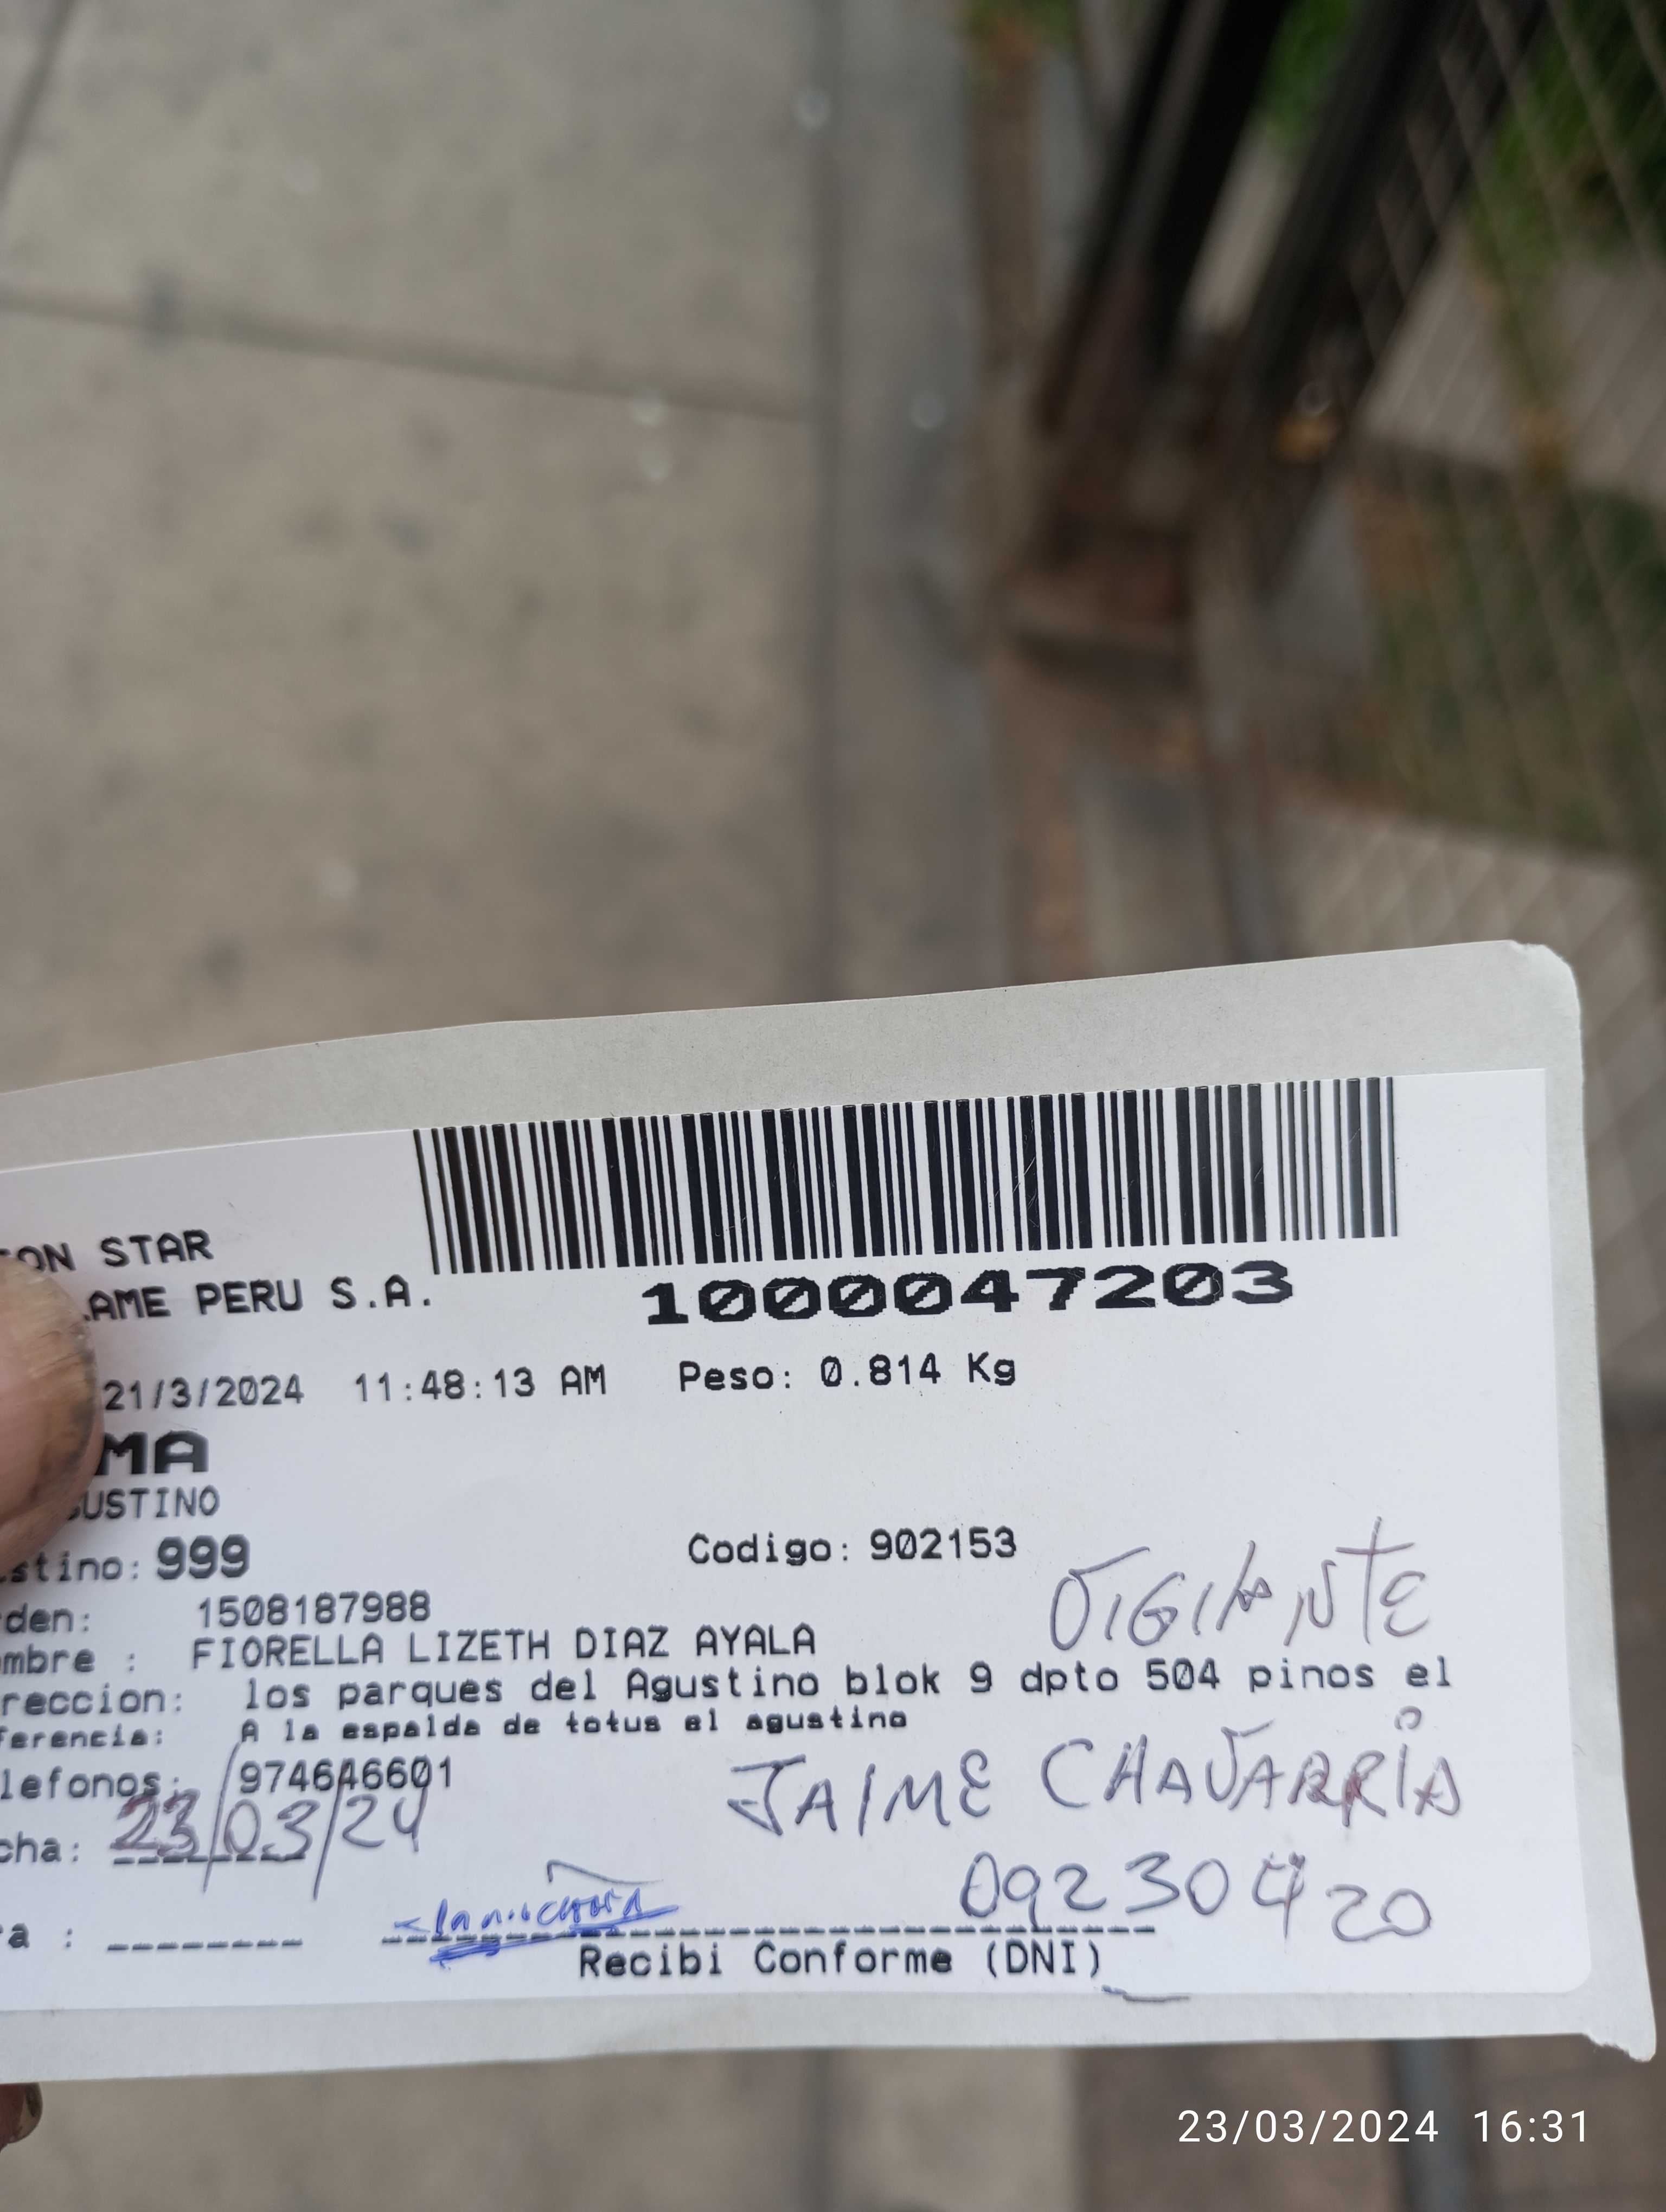 ON STAR
LAME PERU S.A.
1000047203
21/3/2024 11:48:13 AM Peso: 0.814 Kg
MA
GUSTINO
stino: 999 Codigo: 902153
VIGILANTE
den: 1508187988
mbre : FIORELLA LIZETH DIAZ AYALA
reccion: los parques del Agustino blok 9 dpto 504 pinos el
ferencia: A la espalda de totus el agustino
lefonos: 974646601
JAIME CHAVARRIA
cha: 23/03/24
09230420
a :
Recibi Conforme (DNI)
23/03/2024 16:31